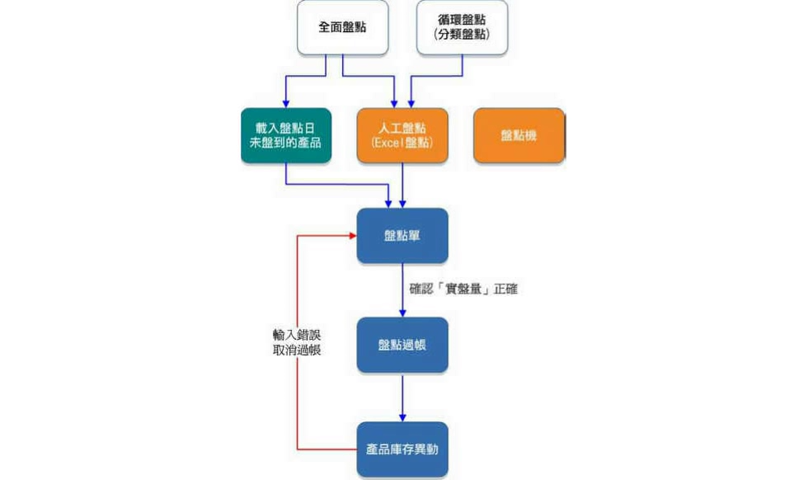 全面盤點
循環盤點
(分類盤點)
載入盤點日
未盤到的產品
人工盤點
(Excel盤點)
盤點機
盤點單
確認「實盤量」正確
盤點過帳
輸入錯誤
取消過帳
產品庫存異動